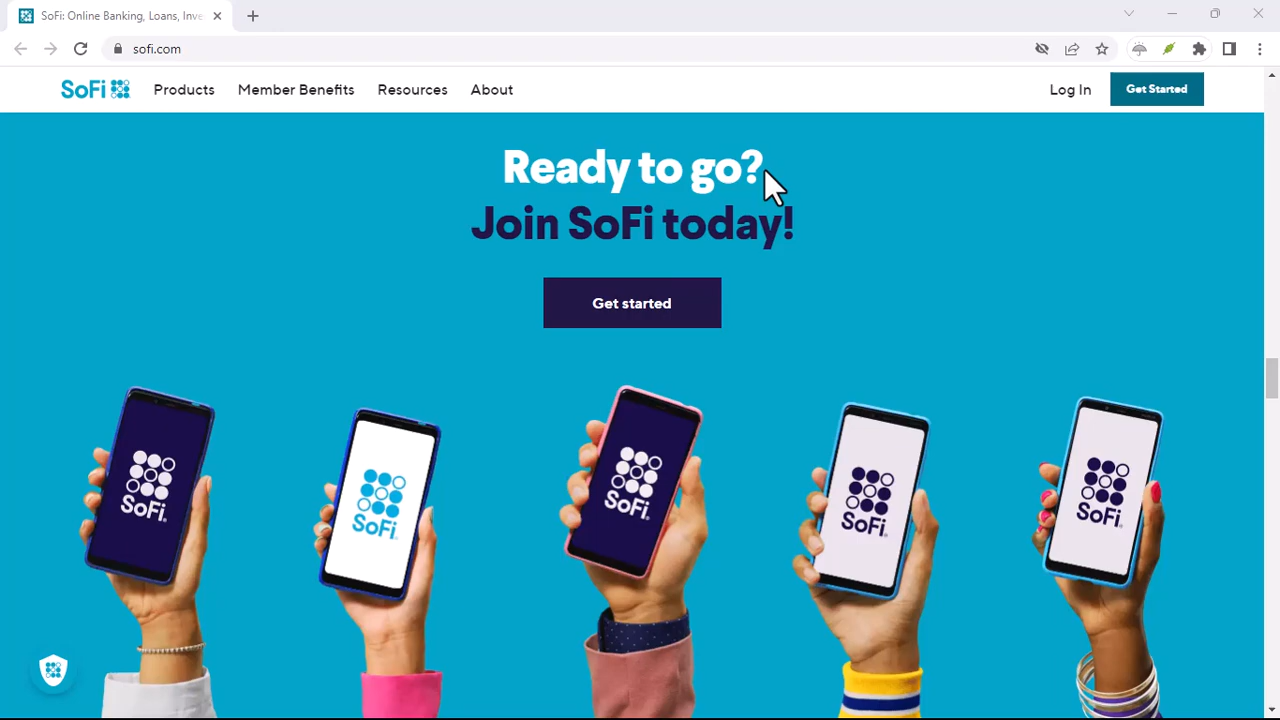 SoFi: Online Banking, Loans, Inve
sofi.com
SoFi
Products
Member Benefits
Resources
About
Log In
Get Started
Ready to go?
Join SoFi today!
Get started
SoFi
SoFi
SoFi
SoFi
SoFi